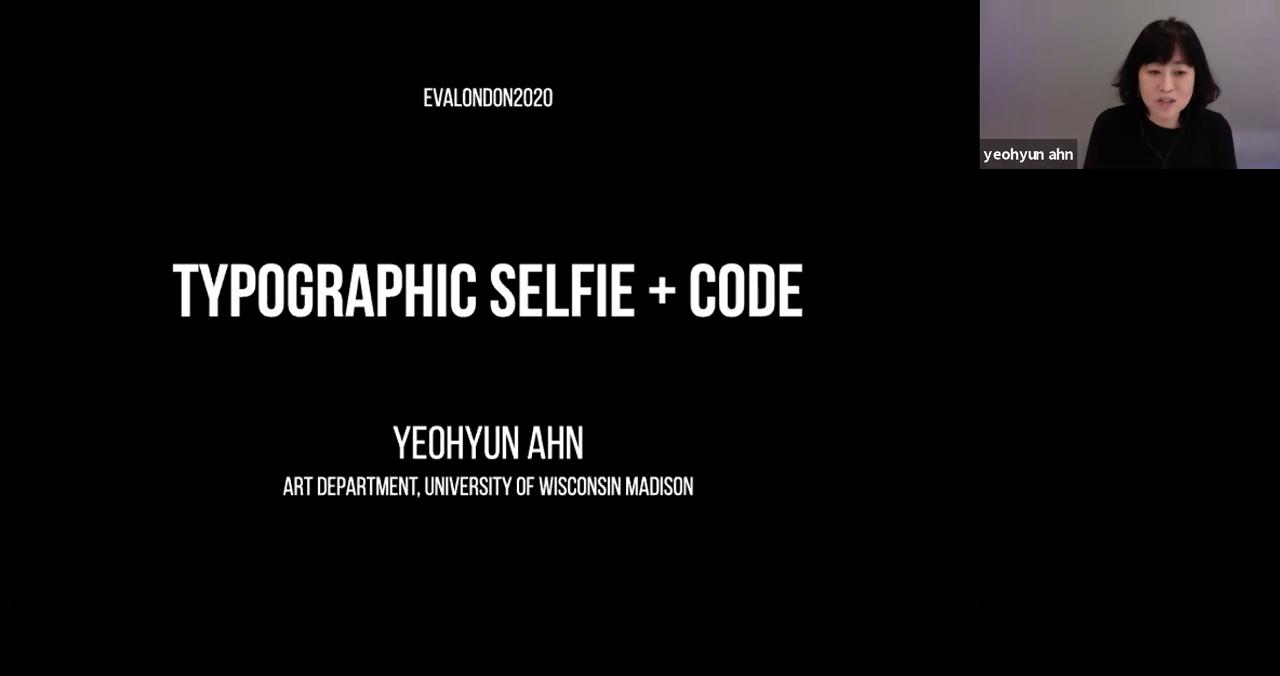 EVALONDON2020
yeohyun ahn
TYPOGRAPHIC SELFIE + CODE
YEOHYUN AHN
ART DEPARTMENT, UNIVERSITY OF WISCONSIN MADISON